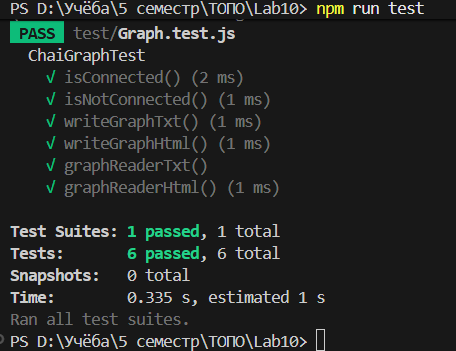 PS D:\Учёба\5 семестр\ТОПО\Lab10> npm run test
PASS test/Graph.test.js
ChaiGraphTest
√ isConnected() (2 ms)
√ isNotConnected() (1 ms)
√ writeGraphTxt() (1 ms)
√ writeGraphHtml() (1 ms)
√ graphReaderTxt()
√ graphReaderHtml() (1 ms)
Test Suites: 1 passed, 1 total
Tests: 6 passed, 6 total
Snapshots: 0 total
Time: 0.335 s, estimated 1 s
Ran all test suites.
PS D:\Учёба\5 семестр\ТОПО\Lab10>